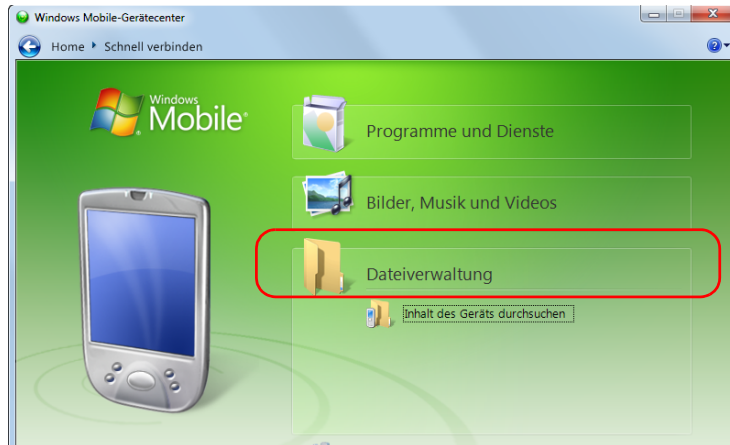 Windows Mobile-Gerätecenter
Home ▸ Schnell verbinden
Windows
Mobile®
Programme und Dienste
Bilder, Musik und Videos
Dateiverwaltung
Inhalt des Geräts durchsuchen